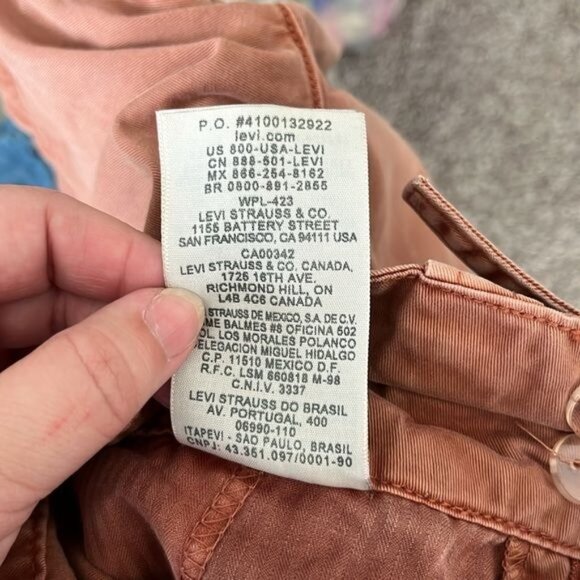 P.O. #4100132922
levi.com
US 800-USA-LEVI
CN 888-501-LEVI
MX 866-254-8162
BR 0800-891-2855
WPL-423
LEVI STRAUSS & CO.
1155 BATTERY STREET
SAN FRANCISCO, CA 94111 USA
CA00342
LEVI STRAUSS & CO. CANADA,
1725 16TH AVE.
RICHMOND HILL, ON
L4B 4C6 CANADA
STRAUSS DE MEXICO, S.A. DE C.V.
BALMES #8 OFICINA 502
LOS MORALES POLANCO
DELEGACION MIGUEL HIDALGO
C.P. 11510 MEXICO D.F.
R.F.C. LSM 660818 M-98
C.N.I.V. 3337
LEVI STRAUSS DO BRASIL
AV. PORTUGAL, 400
06990-110
ITAPEVI - SAO PAULO, BRASIL
CNPJ: 43.351.097/0001-90